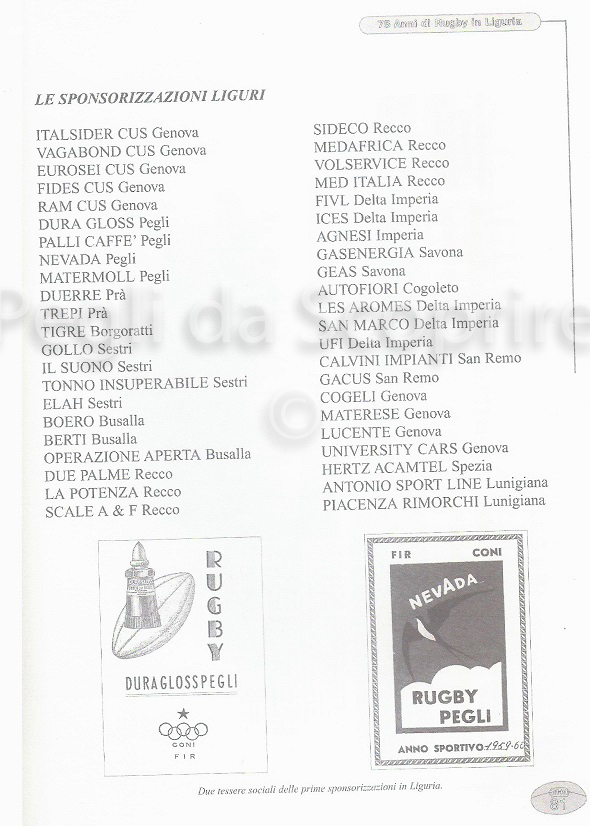 75 Anni di Rugby in Liguria
LE SPONSORIZZAZIONI LIGURI
ITALSIDER CUS Genova
VAGABOND CUS Genova
EUROSEI CUS Genova
FIDES CUS Genova
RAM CUS Genova
DURA GLOSS Pegli
PALLI CAFFE' Pegli
NEVADA Pegli
MATERMOLL Pegli
DUERRE Prà
TREPI Prà
TIGRE Borgoratti
GOLLO Sestri
IL SUONO Sestri
TONNO INSUPERABILE Sestri
ELAH Sestri
BOERO Busalla
BERTI Busalla
OPERAZIONE APERTA Busalla
DUE PALME Recco
LA POTENZA Recco
SCALE A & F Recco
SIDECO Recco
MEDAFRICA Recco
VOLSERVICE Recco
MED ITALIA Recco
FIVL Delta Imperia
ICES Delta Imperia
AGNESI Imperia
GASENERGIA Savona
GEAS Savona
AUTOFIORI Cogoleto
LES AROMES Delta Imperia
SAN MARCO Delta Imperia
UFI Delta Imperia
CALVINI IMPIANTI San Remo
GACUS San Remo
COGELI Genova
MATERESE Genova
LUCENTE Genova
UNIVERSITY CARS Genova
HERTZ ACAMTEL Spezia
ANTONIO SPORT LINE Lunigiana
PIACENZA RIMORCHI Lunigiana
Pegli da Scoprire
©
RUGBY
DURAGLOSSPEGLI
CONI
FIR
FIR CONI
NEVADA
RUGBY
PEGLI
ANNO SPORTIVO 1959-60
Due tessere sociali delle prime sponsorizzazioni in Liguria.
81